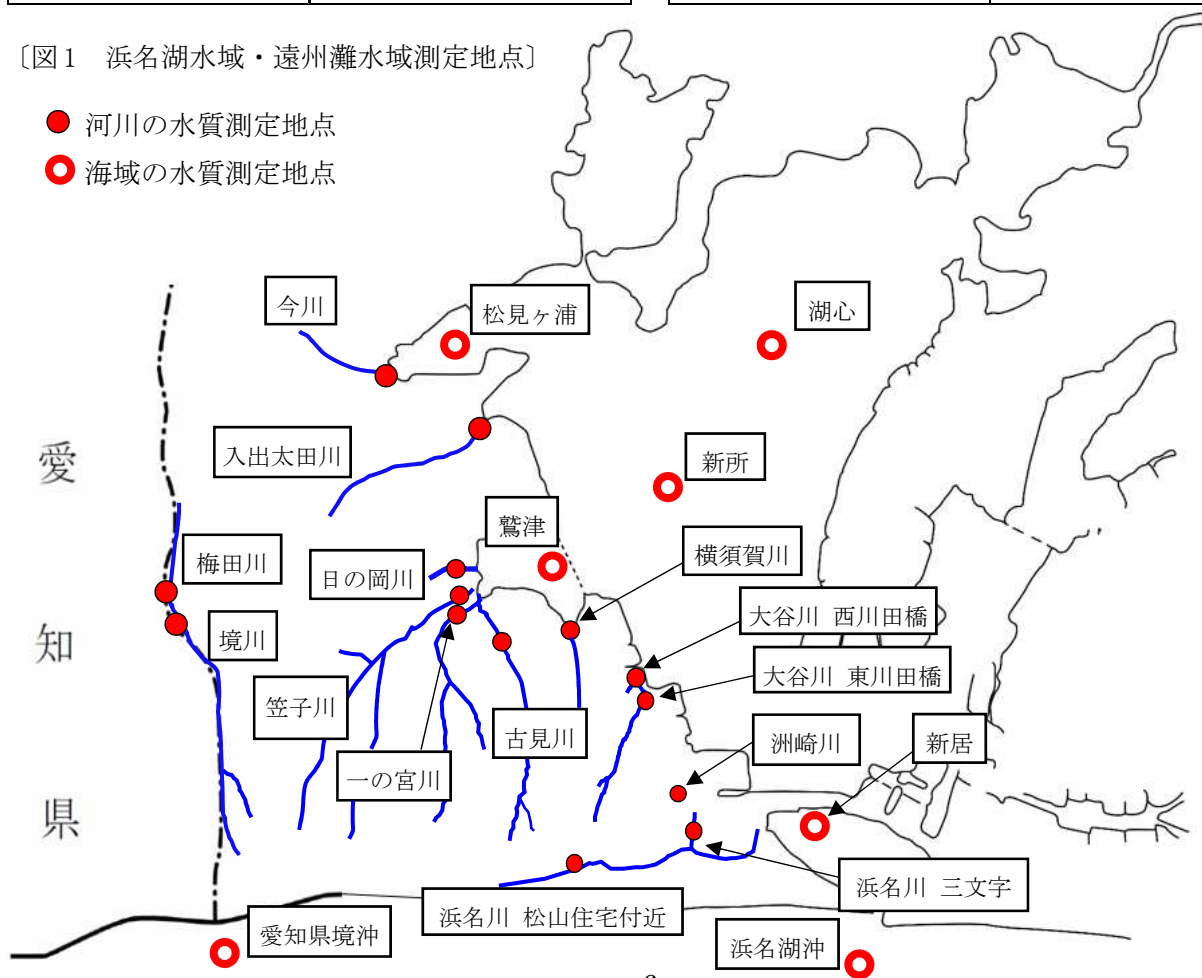 〔図1 浜名湖水域・遠州灘水域測定地点〕
河川の水質測定地点
海域の水質測定地点
今川
松見ヶ浦
湖心
入出太田川
新所
鷲津
横須賀川
梅田川
日の岡川
大谷川 西川田橋
境川
大谷川 東川田橋
笠子川
古見川
洲崎川
新居
一の宮川
浜名川 三文字
浜名川 松山住宅付近
愛知県境沖
浜名湖沖
愛
知
県